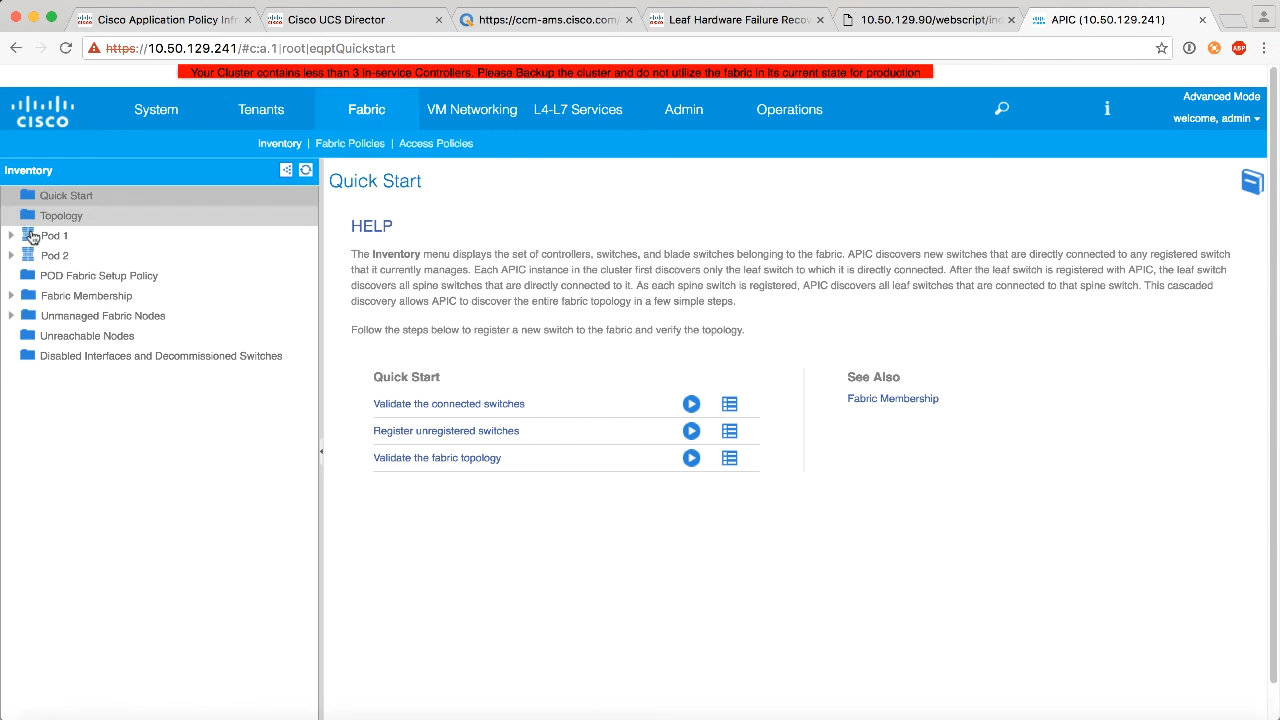 Cisco Application Policy Infr
Cisco UCS Director
https://ccm-ams.cisco.com/
Leaf Hardware Failure Recov
10.50.129.90/webscript/ind
APIC (10.50.129.241)
https://10.50.129.241/#c:a.1|root|eqptQuickstart
ABP
Your Cluster contains less than 3 In-service Controllers. Please Backup the cluster and do not utilize the fabric in its current state for production
CISCO
System
Tenants
Fabric
VM Networking
L4-L7 Services
Admin
Operations
Advanced Mode
welcome, admin
Inventory | Fabric Policies | Access Policies
Inventory
Quick Start
Topology
Pod 1
Pod 2
POD Fabric Setup Policy
Fabric Membership
Unmanaged Fabric Nodes
Unreachable Nodes
Disabled Interfaces and Decommissioned Switches
Quick Start
HELP
The Inventory menu displays the set of controllers, switches, and blade switches belonging to the fabric. APIC discovers new switches that are directly connected to any registered switch
that it currently manages. Each APIC instance in the cluster first discovers only the leaf switch to which it is directly connected. After the leaf switch is registered with APIC, the leaf switch
discovers all spine switches that are directly connected to it. As each spine switch is registered, APIC discovers all leaf switches that are connected to that spine switch. This cascaded
discovery allows APIC to discover the entire fabric topology in a few simple steps.
Follow the steps below to register a new switch to the fabric and verify the topology.
Quick Start
Validate the connected switches
Register unregistered switches
Validate the fabric topology
See Also
Fabric Membership